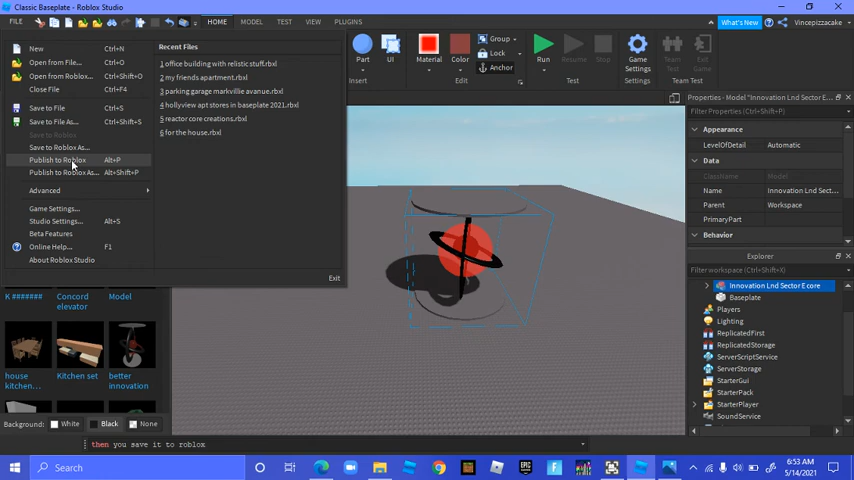 Classic Baseplate - Roblox Studio
FILE HOME MODEL TEST VIEW PLUGINS What's New Vincepizzacake
New Ctrl+N
Open from File... Ctrl+O
Open from Roblox... Ctrl+Shift+O
Close File Ctrl+F4
Save to File Ctrl+S
Save to File As... Ctrl+Shift+S
Save to Roblox
Save to Roblox As...
Publish to Roblox Alt+P
Publish to Roblox As... Alt+Shift+P
Advanced
Game Settings...
Studio Settings... Alt+S
Beta Features
Online Help... F1
About Roblox Studio
Recent Files
1 office building with relistic stuff.rbxl
2 my friends apartment.rbxl
3 parking garage markvillie avanue.rbxl
4 hollyview apt stores in baseplate 2021.rbxl
5 reactor core creations.rbxl
6 for the house.rbxl
Exit
Part UI Material Color Group Lock Anchor Run Resume Stop Game Settings Team Test
Insert Edit Test Settings Team Test
Properties - Model "Innovation Lnd Sector E...
Filter Properties (Ctrl+Shift+P)
Appearance
LevelOfDetail Automatic
Data
ClassName Model
Name Innovation Lnd Sect...
Parent Workspace
PrimaryPart
Behavior
Explorer
Filter workspace (Ctrl+Shift+X)
Innovation Lnd Sector E core
Baseplate
Players
Lighting
ReplicatedFirst
ReplicatedStorage
ServerScriptService
ServerStorage
StarterGui
StarterPack
StarterPlayer
SoundService
K ####### Concord elevator Model
house kitchen... Kitchen set better innovation
Background: White Black None
then you save it to roblox
Search
6:53 AM
5/14/2021